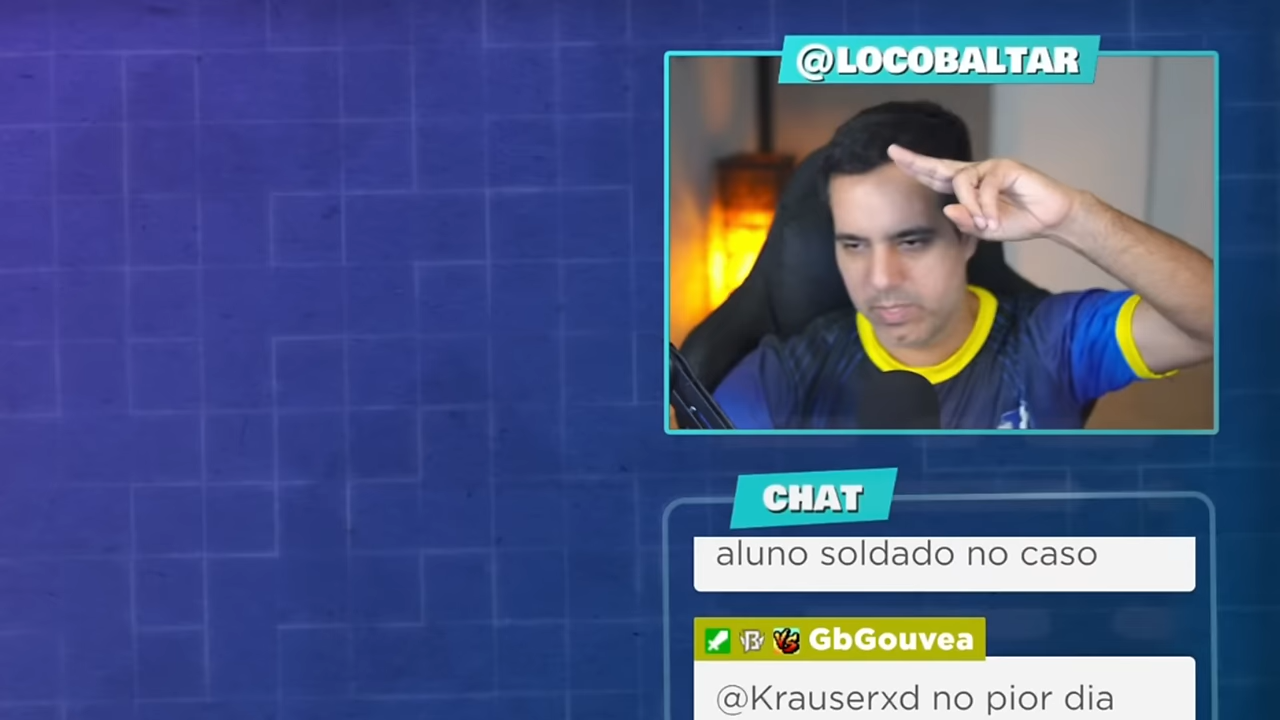 @LOCOBALTAR
CHAT
aluno soldado no caso
GbGouvea
@Krauserxd no pior dia